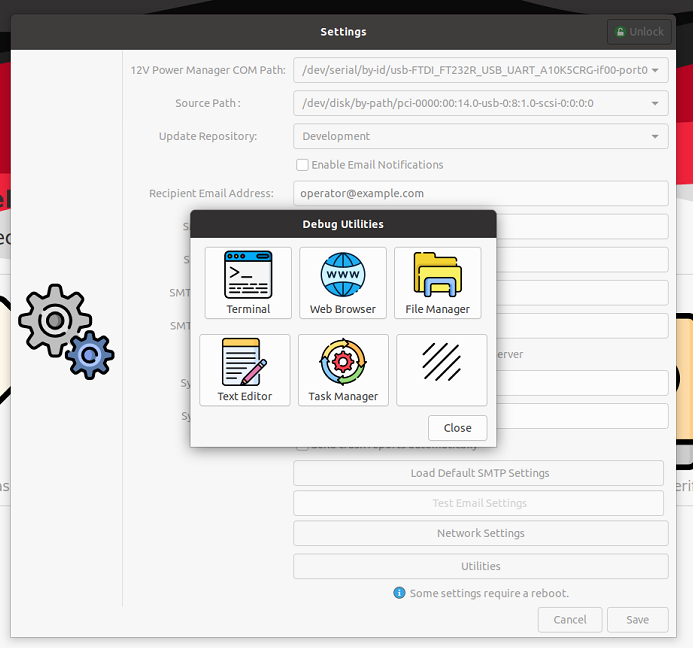 Settings
Unlock
12V Power Manager COM Path:
/dev/serial/by-id/usb-FTDI_FT232R_USB_UART_A10K5CRG-if00-port0
Source Path :
/dev/disk/by-path/pci-0000:00:14.0-usb-0:8:1.0-scsi-0:0:0:0
Update Repository:
Development
Enable Email Notifications
Recipient Email Address:
operator@example.com
Debug Utilities
SMT
SMT
Sy
Sy
>_
Terminal
WWW
Web Browser
File Manager
Text Editor
Task Manager
Close
erver
Load Default SMTP Settings
Test Email Settings
Network Settings
Utilities
Some settings require a reboot.
Cancel
Save